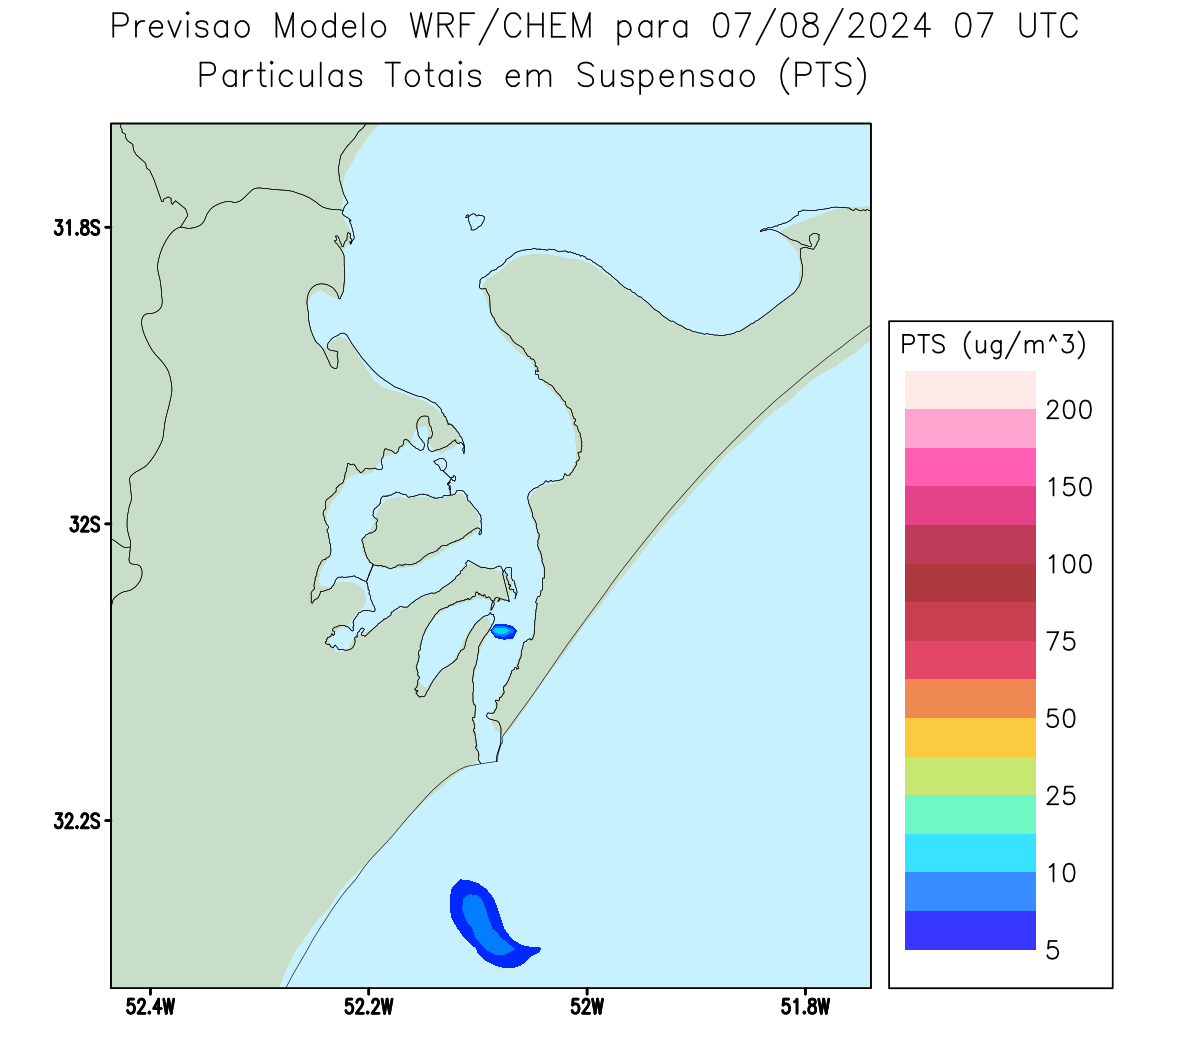 Previsao Modelo WRF/CHEM para 07/08/2024 07 UTC
Particulas Totais em Suspensao (PTS)
31.8S
32S
32.2S
52.4W
52.2W
52W
51.8W
PTS (ug/m^3)
200
150
100
75
50
25
10
5